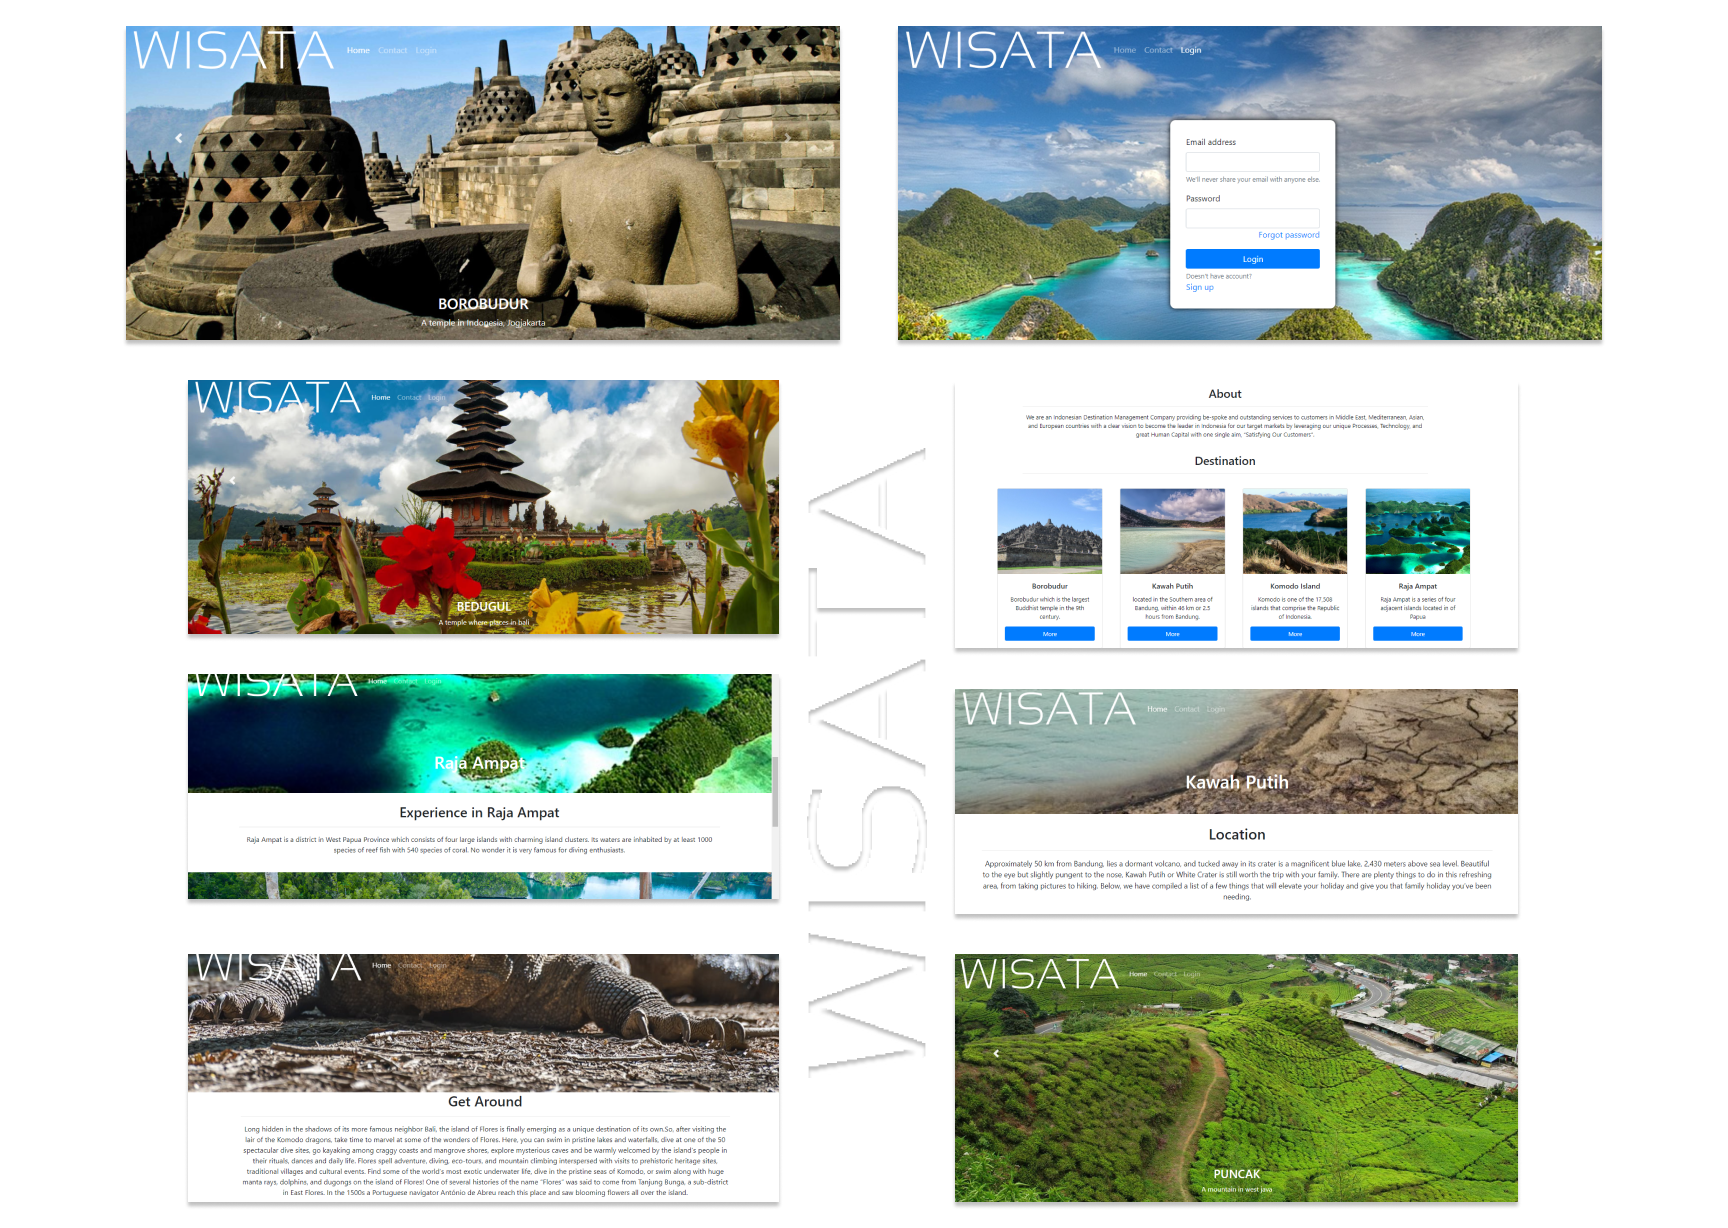 WISATA
Home Contact Login
BOROBUDUR
A temple in Indonesia, Jogjakarta
WISATA
Home Contact Login
Email address
We'll never share your email with anyone else.
Password
Forgot password
Login
Doesn't have account?
Sign up
WISATA
Home Contact Login
BEDUGUL
A temple where places in bali
About
We are an Indonesian Destination Management Company providing be-spoke and outstanding services to customers in Middle East, Mediterranean, Asian,
and European countries with a clear vision to become the leader in Indonesia for our target markets by leveraging our unique Processes, Technology, and
great Human Capital with one single aim, "Satisfying Our Customers".
Destination
Borobudur
Borobudur which is the largest
Buddhist temple in the 9th
century.
More
Kawah Putih
located in the Southern area of
Bandung, within 46 km or 2.5
hours from Bandung.
More
Komodo Island
Komodo is one of the 17,508
islands that comprise the Republic
of Indonesia.
More
Raja Ampat
Raja Ampat is a series of four
adjacent islands located in of
Papua
More
WISATA
WISATA
Home Contact Login
Raja Ampat
Experience in Raja Ampat
Raja Ampat is a district in West Papua Province which consists of four large islands with charming island clusters. Its waters are inhabited by at least 1000
species of reef fish with 540 species of coral. No wonder it is very famous for diving enthusiasts.
WISATA
Home Contact Login
Kawah Putih
Location
Approximately 50 km from Bandung, lies a dormant volcano, and tucked away in its crater is a magnificent blue lake, 2,430 meters above sea level. Beautiful
to the eye but slightly pungent to the nose, Kawah Putih or White Crater is still worth the trip with your family. There are plenty things to do in this refreshing
area, from taking pictures to hiking. Below, we have compiled a list of a few things that will elevate your holiday and give you that family holiday you've been
needing.
WISATA
Home Contact Login
Get Around
Long hidden in the shadows of its more famous neighbor Bali, the island of Flores is finally emerging as a unique destination of its own.So, after visiting the
lair of the Komodo dragons, take time to marvel at some of the wonders of Flores. Here, you can swim in pristine lakes and waterfalls, dive at one of the 50
spectacular dive sites, go kayaking among craggy coasts and mangrove shores, explore mysterious caves and be warmly welcomed by the island's people in
their rituals, dances and daily life. Flores spell adventure, diving, eco-tours, and mountain climbing interspersed with visits to prehistoric heritage sites,
traditional villages and cultural events. Find some of the world's most exotic underwater life, dive in the pristine seas of Komodo, or swim along with huge
manta rays, dolphins, and dugongs on the island of Flores! One of several histories of the name "Flores" was said to come from Tanjung Bunga, a sub-district
in East Flores. In the 1500s a Portuguese navigator António de Abreu reach this place and saw blooming flowers all over the island.
WISATA
Home Contact Login
PUNCAK
A mountain in west java